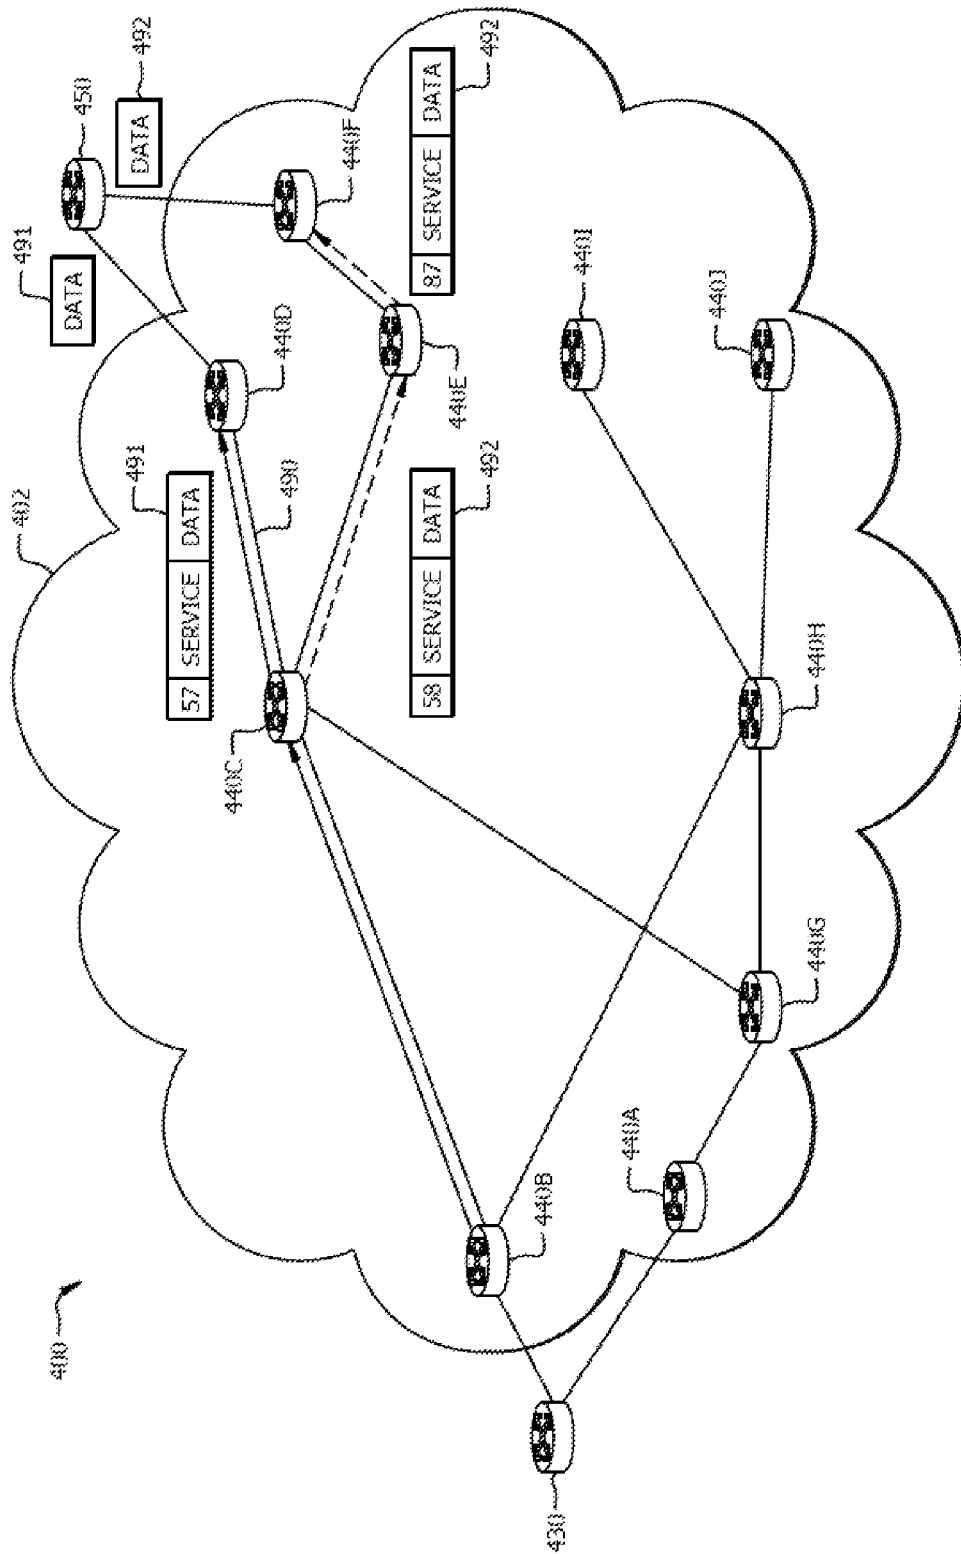 400
402
430
440A
440B
440C
440D
440E
440F
440G
440H
440I
440J
450
490
491
DATA
492
DATA
491
57 SERVICE DATA
492
58 SERVICE DATA
492
87 SERVICE DATA